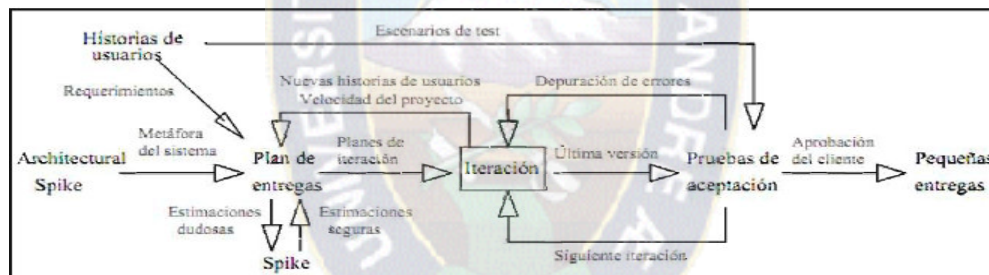 Historias de
usuarios
Escenarios de test
Requerimientos
Nuevas historias de usuarios
Velocidad del proyecto
Depuración de errores
Architectural
Spike
Metáfora
del sistema
Plan de
entregas
Planes de
iteración
Iteración
Última versión
Pruebas de
aceptación
Aprobación
del cliente
Pequeñas
entregas
Estimaciones
dudosas
Estimaciones
seguras
Spike
Siguiente iteración